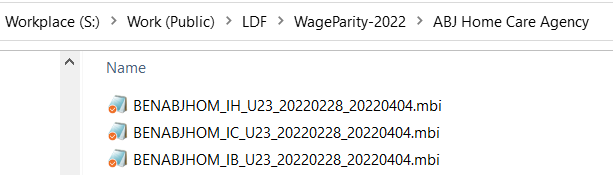 Workplace (S:) > Work (Public) > LDF > WageParity-2022 > ABJ Home Care Agency
Name
BENABJHOM_IH_U23_20220228_20220404.mbi
BENABJHOM_IC_U23_20220228_20220404.mbi
BENABJHOM_IB_U23_20220228_20220404.mbi